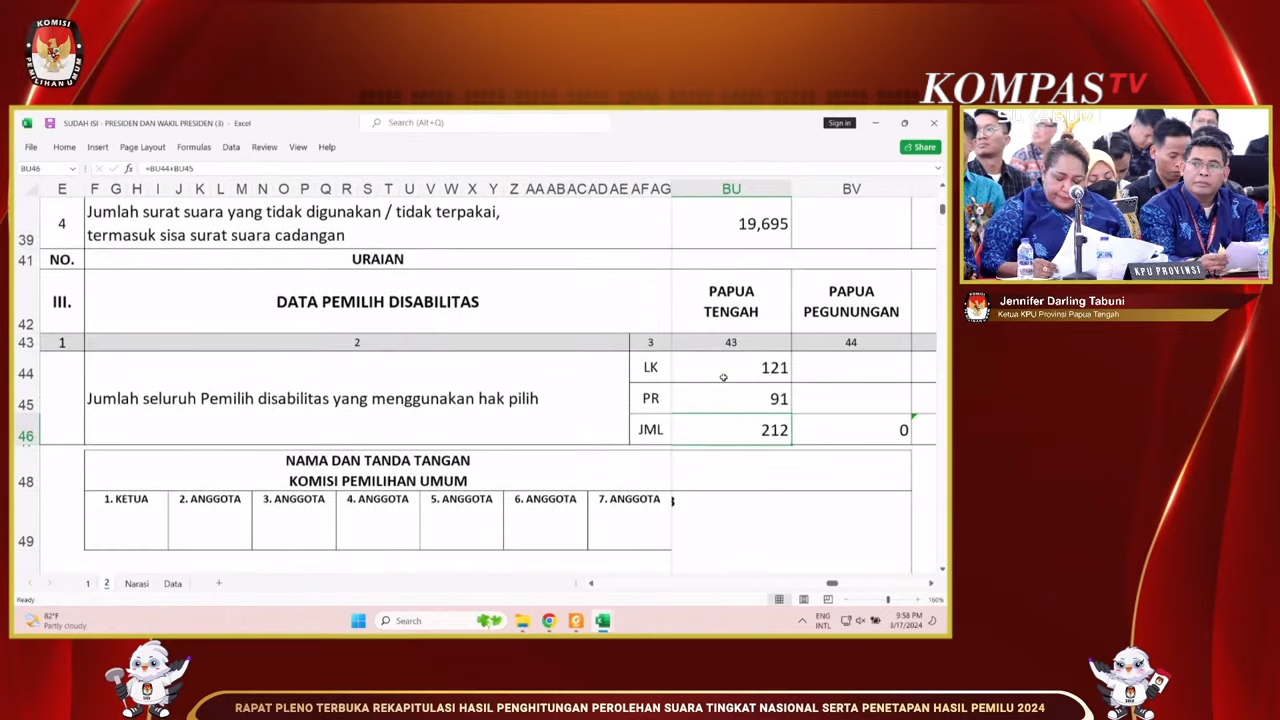 KOMISI
PEMILIHAN UMUM
KOMPAS TV
SUDAH ISI - PRESIDEN DAN WAKIL PRESIDEN (3) - Excel
Search (Alt+Q)
Sign in
File Home Insert Page Layout Formulas Data Review View Help
Share
BU46
fx =BU44+BU45
E F G H I J K L M N O P Q R S T U V W X Y Z AA AB AC AD AE AF AG BU BV
39 4 Jumlah surat suara yang tidak digunakan / tidak terpakai,
termasuk sisa surat suara cadangan 19,695
41 NO. URAIAN
42 III. DATA PEMILIH DISABILITAS PAPUA TENGAH PAPUA PEGUNUNGAN
43 1 2 3 43 44
44 LK 121
45 Jumlah seluruh Pemilih disabilitas yang menggunakan hak pilih PR 91
46 JML 212 0
48 NAMA DAN TANDA TANGAN
KOMISI PEMILIHAN UMUM
1. KETUA 2. ANGGOTA 3. ANGGOTA 4. ANGGOTA 5. ANGGOTA 6. ANGGOTA 7. ANGGOTA
49
1 2 Narasi Data +
Ready
160%
82°F
Partly cloudy
Search
ENG
INTL
9:58 PM
3/17/2024
KPU PROVINSI
Jennifer Darling Tabuni
Ketua KPU Provinsi Papua Tengah
RAPAT PLENO TERBUKA REKAPITULASI HASIL PENGHITUNGAN PEROLEHAN SUARA TINGKAT NASIONAL SERTA PENETAPAN HASIL PEMILU 2024